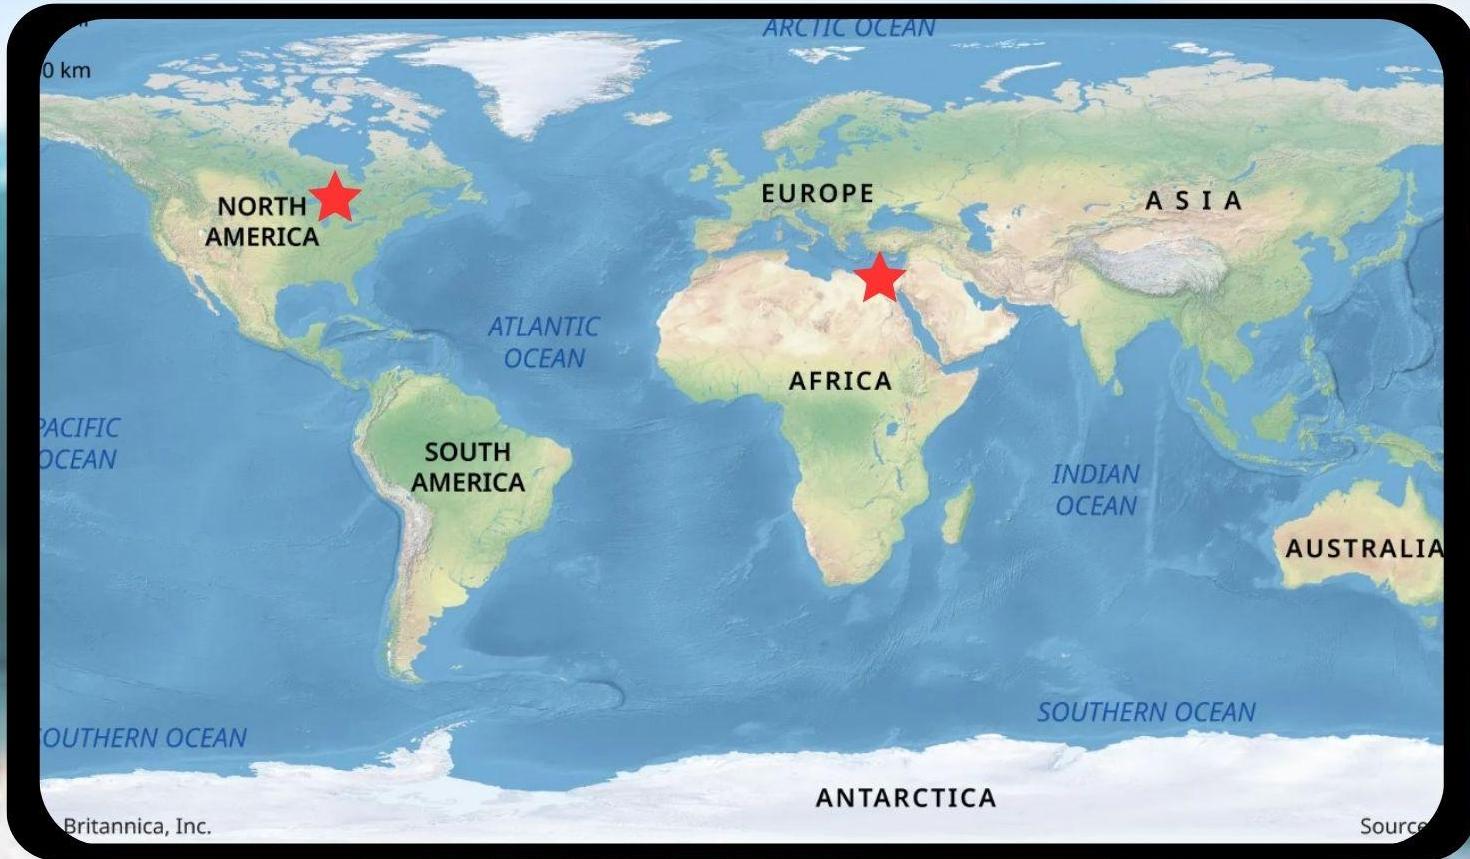 ARCTIC OCEAN
0 km
EUROPE
ASIA
NORTH
AMERICA
ATLANTIC
OCEAN
AFRICA
PACIFIC
OCEAN
SOUTH
AMERICA
INDIAN
OCEAN
AUSTRALIA
SOUTHERN OCEAN
OUTHERN OCEAN
ANTARCTICA
Britannica, Inc.
Source